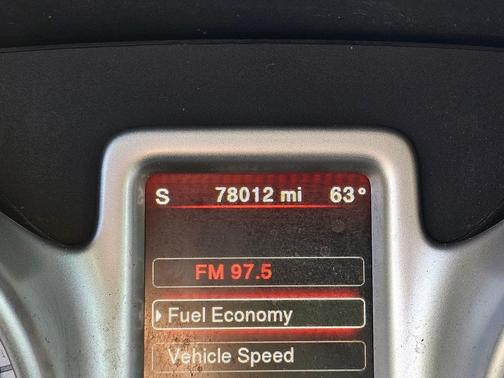 S 78012 mi 63°
FM 97.5
Fuel Economy
Vehicle Speed